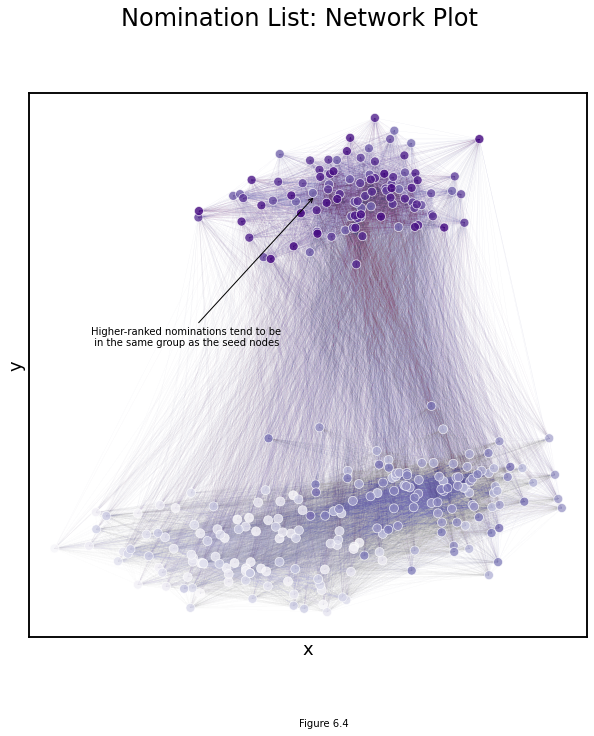 Nomination List: Network Plot
Higher-ranked nominations tend to be
in the same group as the seed nodes
y
x
Figure 6.4